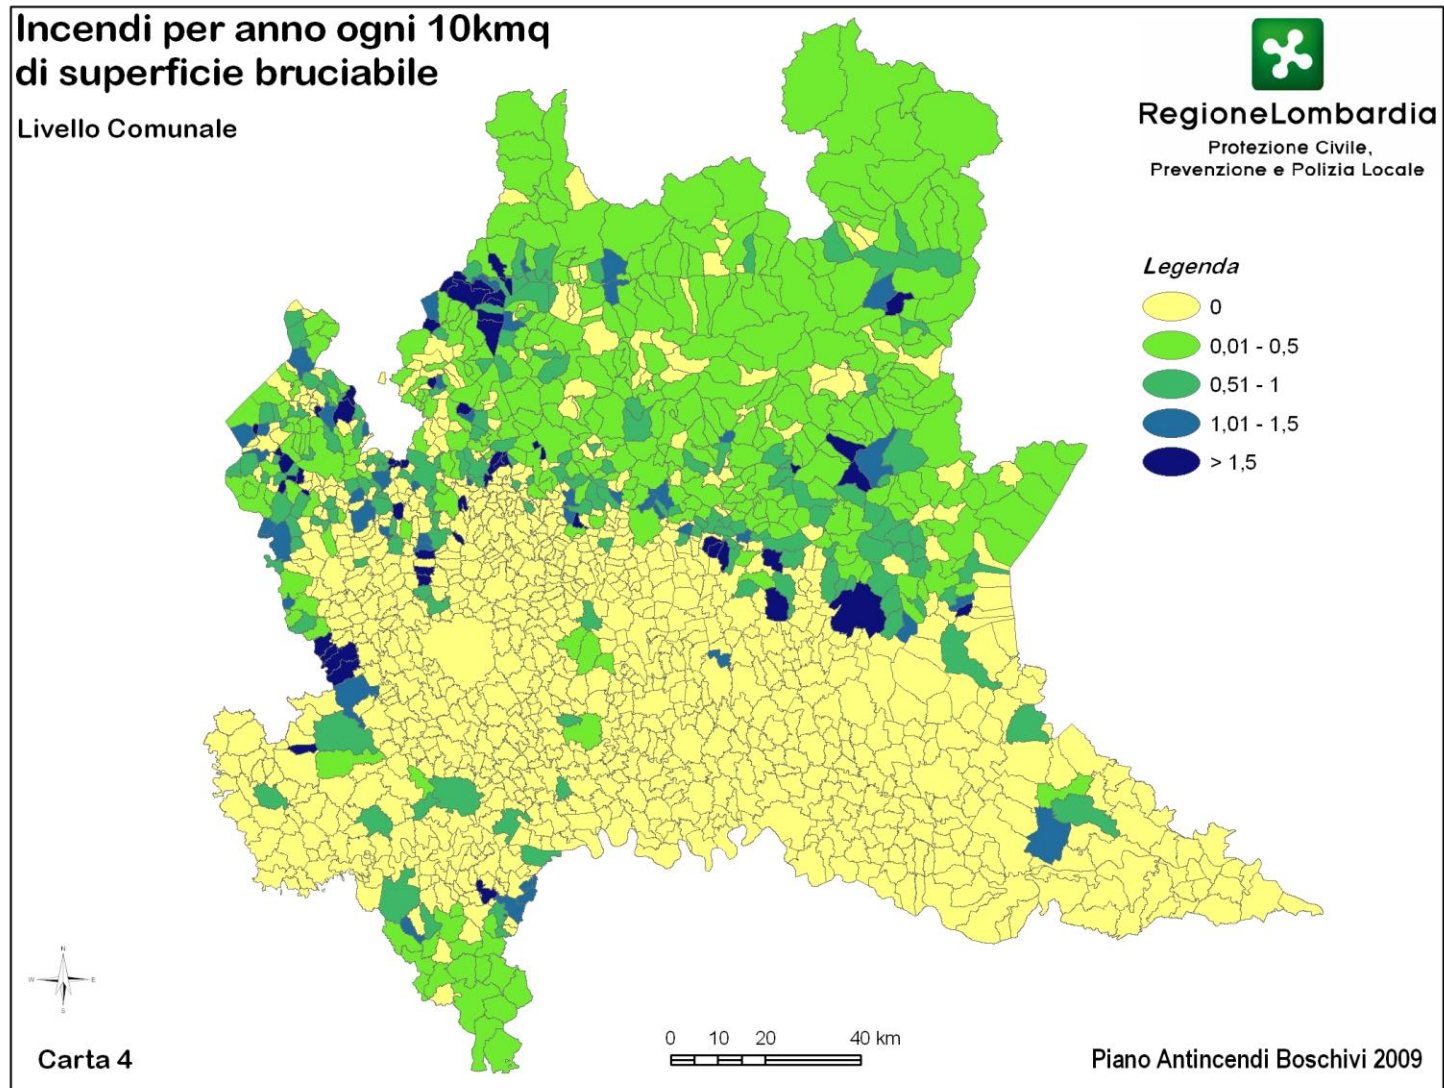 Incendi per anno ogni 10kmq
di superficie bruciabile
Livello Comunale
RegioneLombardia
Protezione Civile,
Prevenzione e Polizia Locale
Legenda
0
0,01 - 0,5
0,51 - 1
1,01 - 1,5
> 1,5
N
W E
S
0 10 20 40 km
Carta 4
Piano Antincendi Boschivi 2009